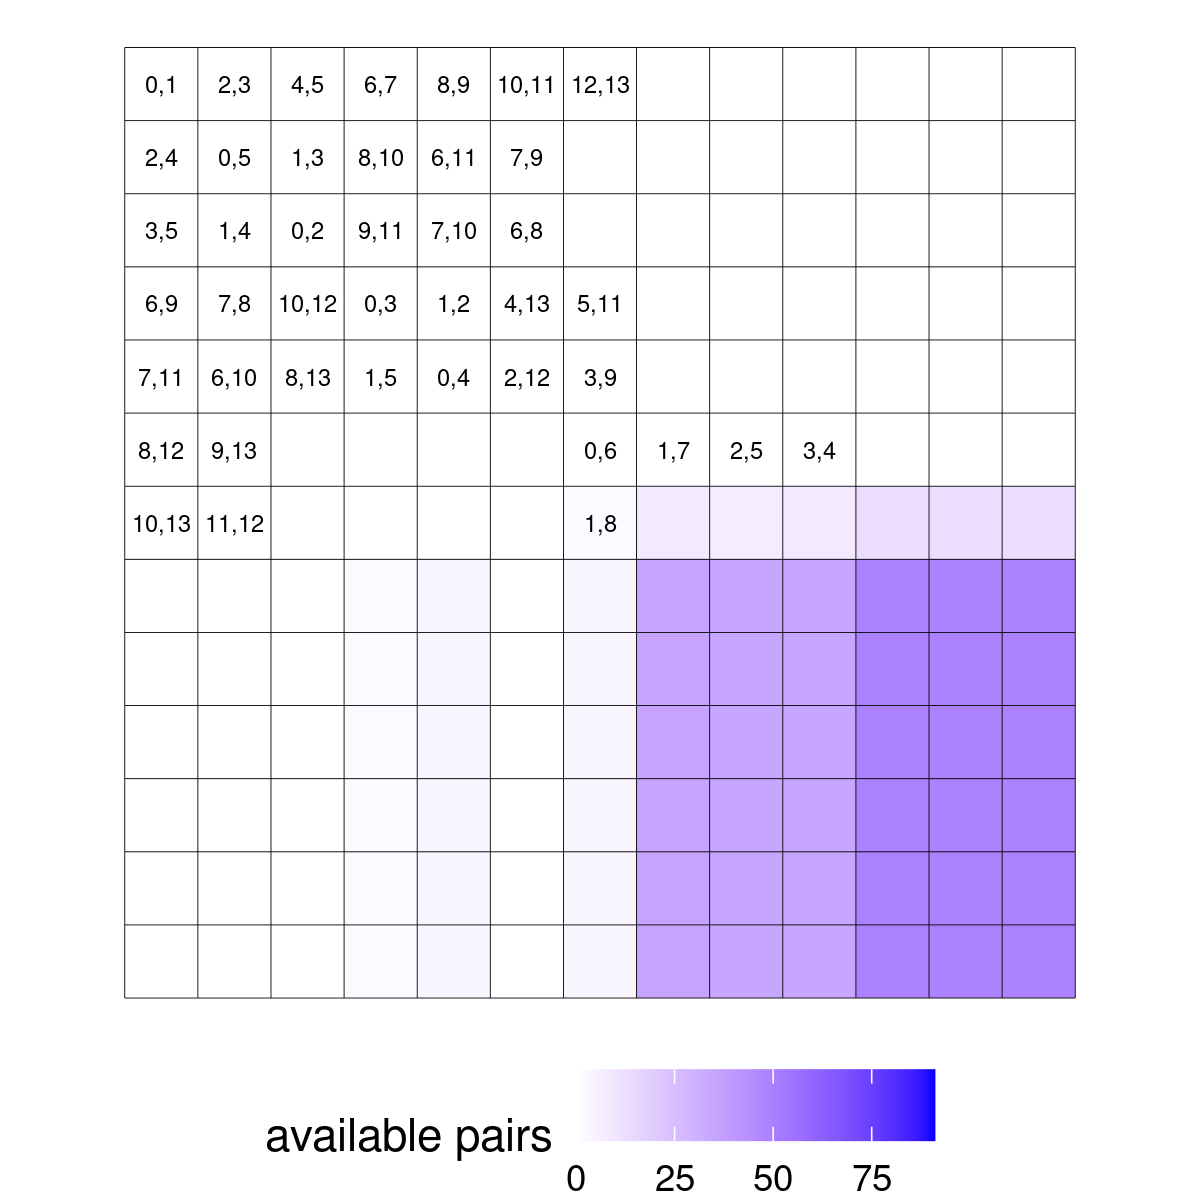 0,1 2,3 4,5 6,7 8,9 10,11 12,13
2,4 0,5 1,3 8,10 6,11 7,9
3,5 1,4 0,2 9,11 7,10 6,8
6,9 7,8 10,12 0,3 1,2 4,13 5,11
7,11 6,10 8,13 1,5 0,4 2,12 3,9
8,12 9,13 0,6 1,7 2,5 3,4
10,13 11,12 1,8
available pairs
0 25 50 75